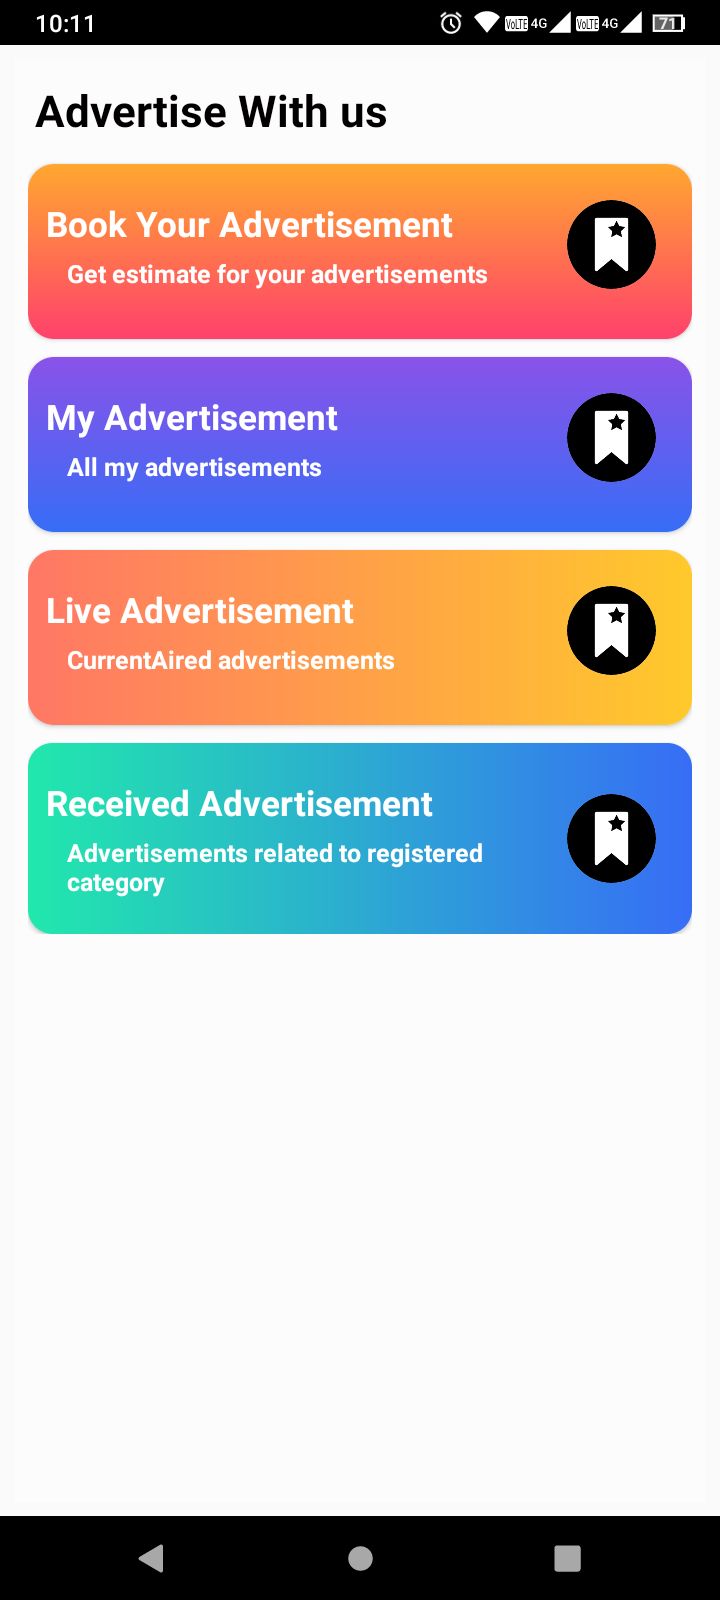 10:11
VoLTE 4G VoLTE 4G 71
Advertise With us
Book Your Advertisement
Get estimate for your advertisements
My Advertisement
All my advertisements
Live Advertisement
CurrentAired advertisements
Received Advertisement
Advertisements related to registered
category